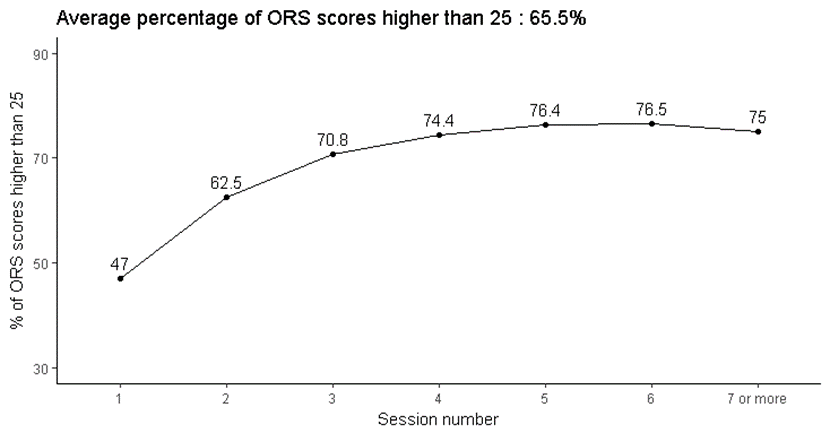 Average percentage of ORS scores higher than 25 : 65.5%
% of ORS scores higher than 25
90
70
50
30
47
62.5
70.8
74.4
76.4
76.5
75
1 2 3 4 5 6 7 or more
Session number